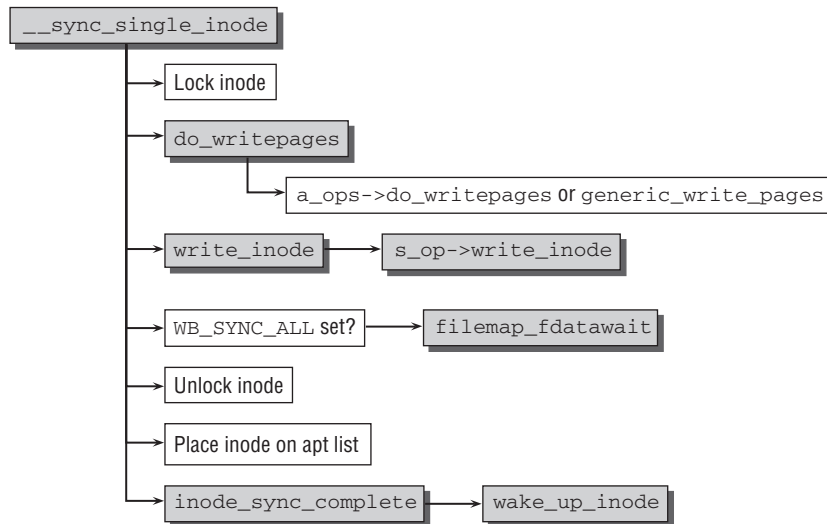 __sync_single_inode
Lock inode
do_writepages
a_ops->do_writepages or generic_write_pages
write_inode
s_op->write_inode
WB_SYNC_ALL set?
filemap_fdatawait
Unlock inode
Place inode on apt list
inode_sync_complete
wake_up_inode